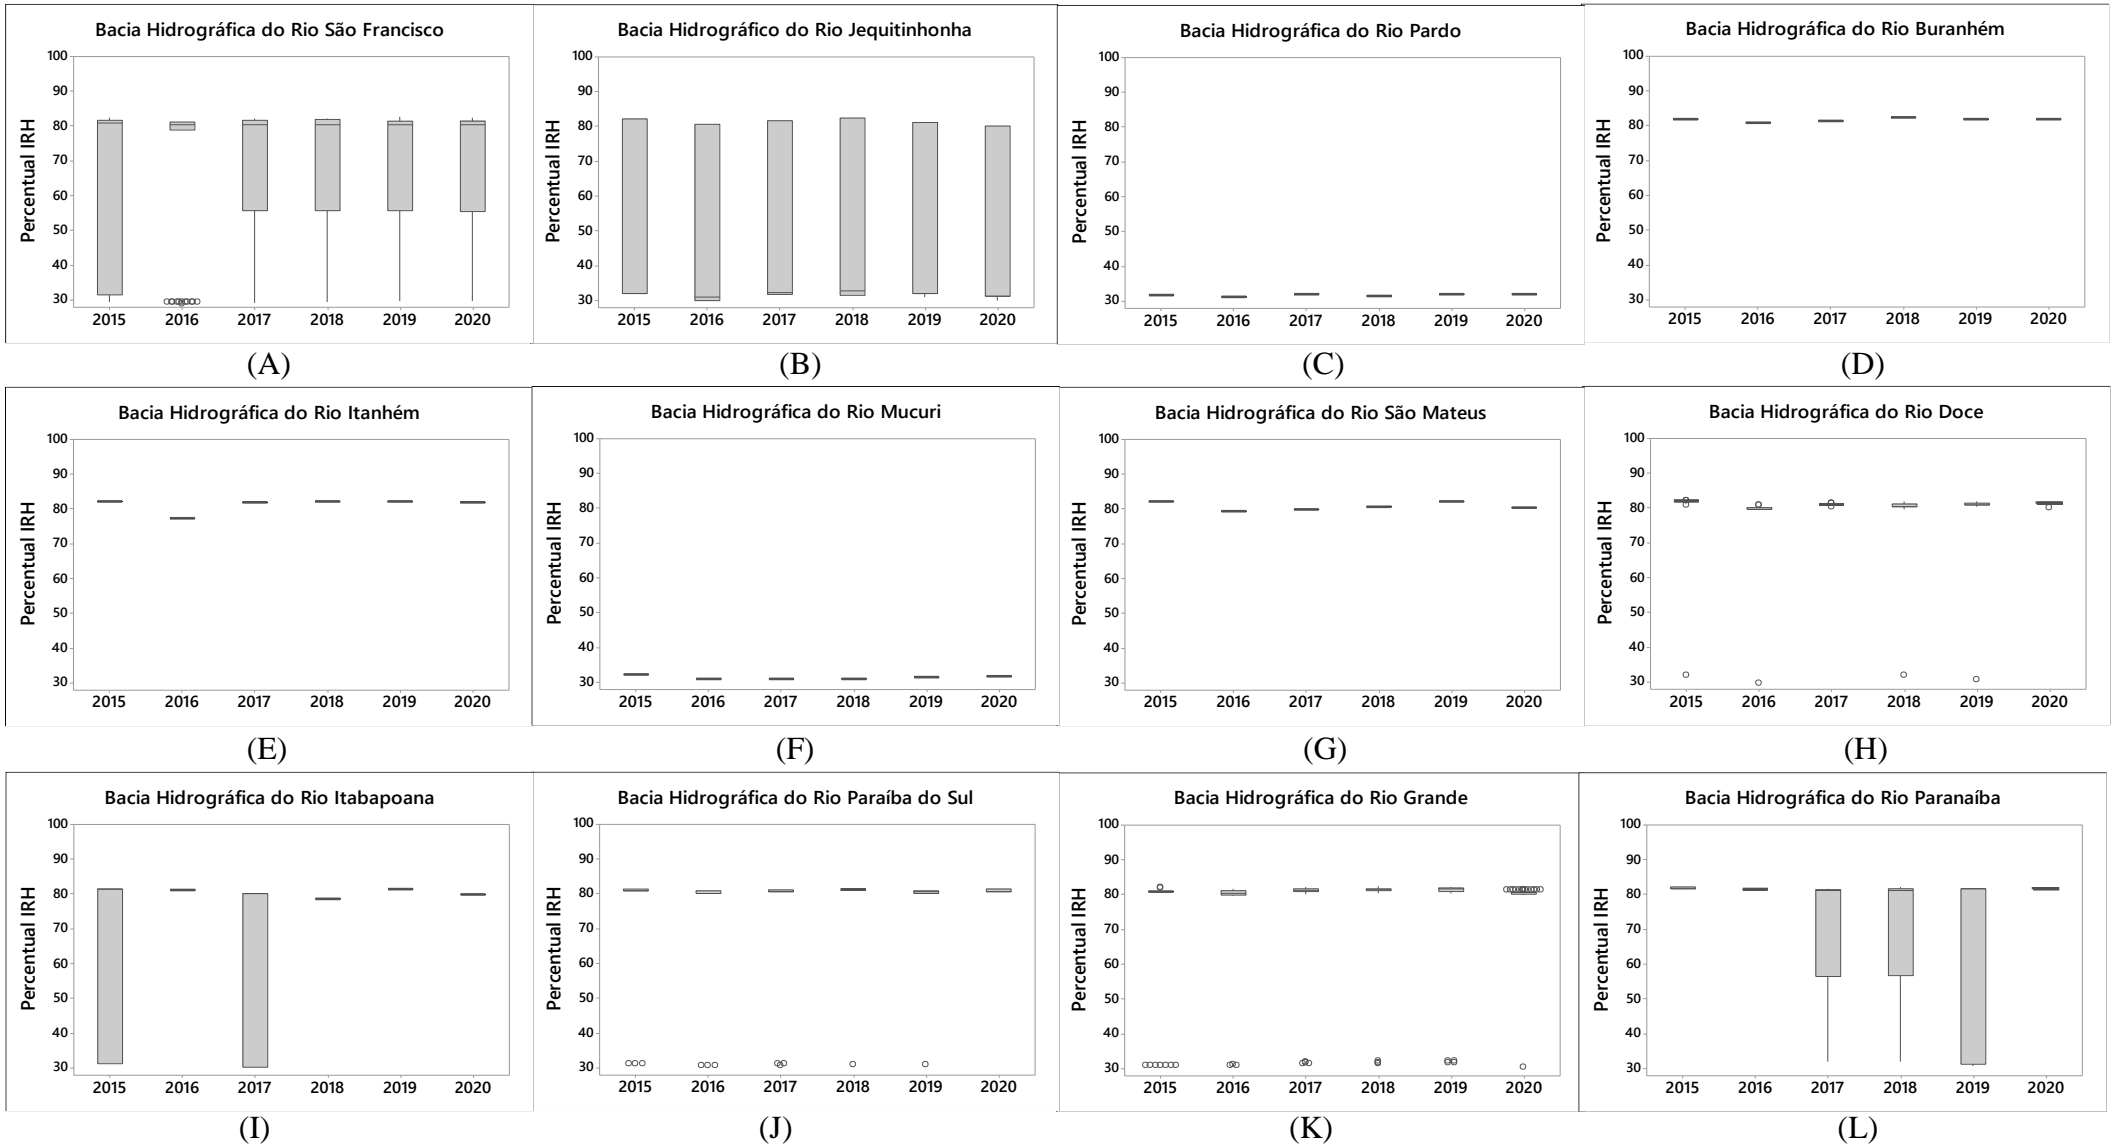 Bacia Hidrográfica do Rio São Francisco
Percentual IRH
100
90
80
70
60
50
40
30
2015 2016 2017 2018 2019 2020
(A)
Bacia Hidrográfico do Rio Jequitinhonha
Percentual IRH
100
90
80
70
60
50
40
30
2015 2016 2017 2018 2019 2020
(B)
Bacia Hidrográfica do Rio Pardo
Percentual IRH
100
90
80
70
60
50
40
30
2015 2016 2017 2018 2019 2020
(C)
Bacia Hidrográfica do Rio Buranhém
Percentual IRH
100
90
80
70
60
50
40
30
2015 2016 2017 2018 2019 2020
(D)
Bacia Hidrográfica do Rio Itanhém
Percentual IRH
100
90
80
70
60
50
40
30
2015 2016 2017 2018 2019 2020
(E)
Bacia Hidrográfica do Rio Mucuri
Percentual IRH
100
90
80
70
60
50
40
30
2015 2016 2017 2018 2019 2020
(F)
Bacia Hidrográfica do Rio São Mateus
Percentual IRH
100
90
80
70
60
50
40
30
2015 2016 2017 2018 2019 2020
(G)
Bacia Hidrográfica do Rio Doce
Percentual IRH
100
90
80
70
60
50
40
30
2015 2016 2017 2018 2019 2020
(H)
Bacia Hidrográfica do Rio Itabapoana
Percentual IRH
100
90
80
70
60
50
40
30
2015 2016 2017 2018 2019 2020
(I)
Bacia Hidrográfica do Rio Paraíba do Sul
Percentual IRH
100
90
80
70
60
50
40
30
2015 2016 2017 2018 2019 2020
(J)
Bacia Hidrográfica do Rio Grande
Percentual IRH
100
90
80
70
60
50
40
30
2015 2016 2017 2018 2019 2020
(K)
Bacia Hidrográfica do Rio Paranaíba
Percentual IRH
100
90
80
70
60
50
40
30
2015 2016 2017 2018 2019 2020
(L)